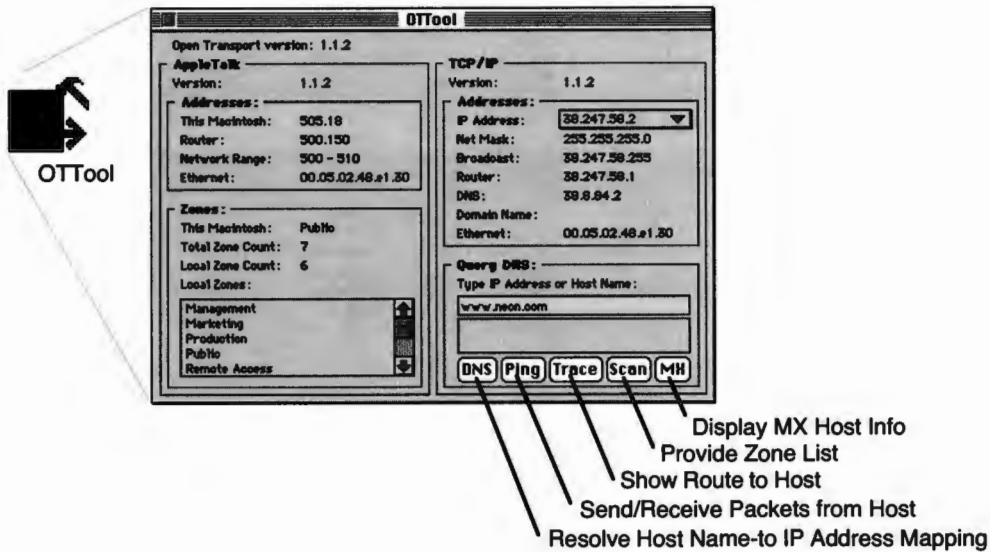 OTTool
Open Transport version: 1.1.2
AppleTalk
Version: 1.1.2
Addresses:
This Macintosh: 505.18
Router: 500.150
Network Range: 500 - 510
Ethernet: 00.05.02.48.e1.30
Zones:
This Macintosh: Public
Total Zone Count: 7
Local Zone Count: 6
Local Zones:
Management
Marketing
Production
Public
Remote Access
TCP/IP
Version: 1.1.2
Addresses:
IP Address: 38.247.58.2
Net Mask: 255.255.255.0
Broadcast: 38.247.58.255
Router: 38.247.58.1
DNS: 38.8.84.2
Domain Name:
Ethernet: 00.05.02.48.e1.30
Query DNS:
Type IP Address or Host Name:
www.neon.com
DNS Ping Trace Scan MX
OTTool
Display MX Host Info
Provide Zone List
Show Route to Host
Send/Receive Packets from Host
Resolve Host Name-to IP Address Mapping